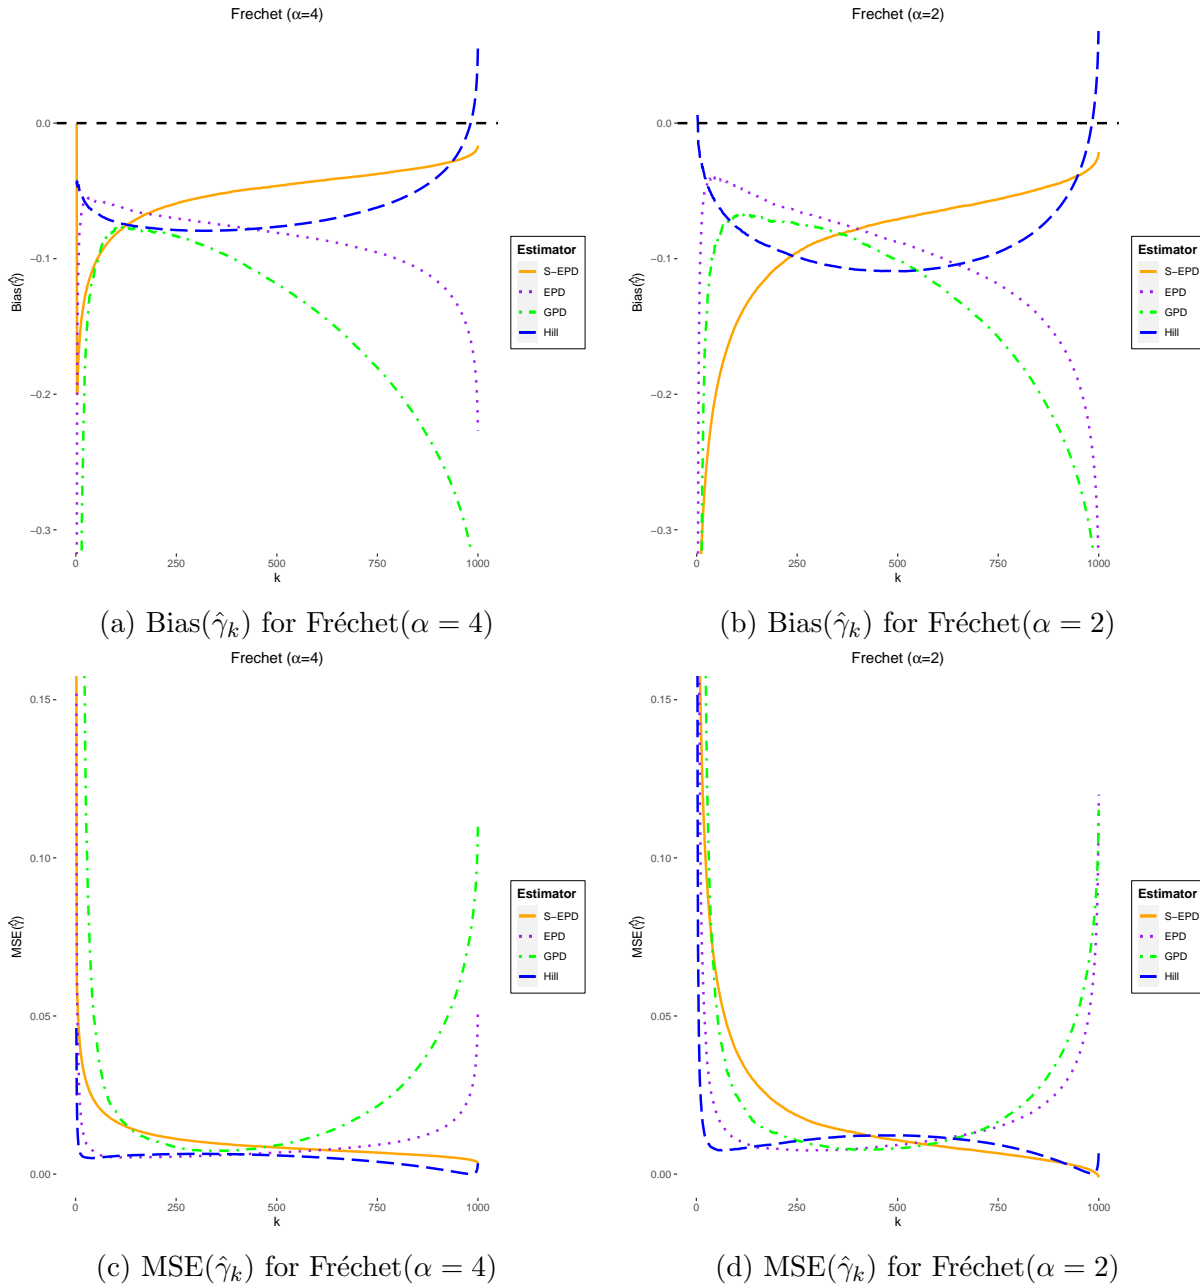 Frechet (α=4)
0.0
−0.1
−0.2
−0.3
Bias(γ̂)
0
250
500
750
1000
k
Estimator
S−EPD
EPD
GPD
Hill
(a) Bias(γ̂ₖ) for Fréchet(α = 4)
Frechet (α=2)
0.0
−0.1
−0.2
−0.3
Bias(γ̂)
0
250
500
750
1000
k
Estimator
S−EPD
EPD
GPD
Hill
(b) Bias(γ̂ₖ) for Fréchet(α = 2)
Frechet (α=4)
0.15
0.10
0.05
0.00
MSE(γ̂)
0
250
500
750
1000
k
Estimator
S−EPD
EPD
GPD
Hill
(c) MSE(γ̂ₖ) for Fréchet(α = 4)
Frechet (α=2)
0.15
0.10
0.05
0.00
MSE(γ̂)
0
250
500
750
1000
k
Estimator
S−EPD
EPD
GPD
Hill
(d) MSE(γ̂ₖ) for Fréchet(α = 2)